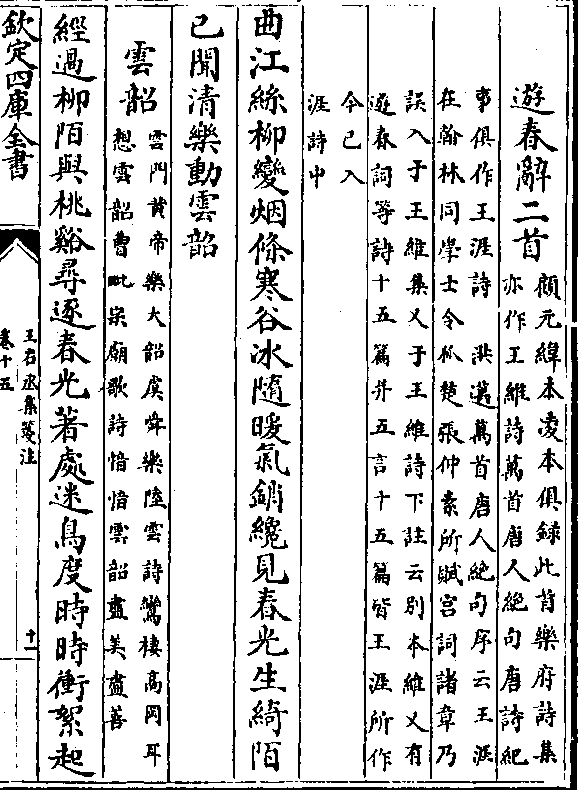 遊春辭二首
顧元緯本凌本俱録此首樂府詩集
亦作王維詩萬首唐人絶句唐詩紀
事俱作王涯詩 洪邁萬首唐人絶句序云王涯
在翰林同學士令狐楚張仲素所賦宫詞諸章乃
誤入于王維集又于王維詩下註云别本維又有
遊春詞等詩十五篇并五言十五篇皆王涯所作
今已入
涯詩中
曲江絲柳變烟條寒谷冰隨暖氣銷纔見春光生綺陌
已聞清樂動雲韶
雲韶
雲門黄帝樂大韶虞舜樂陸雲詩鸞棲高岡耳
想雲韶曹毗宗廟歌詩愔愔雲韶盡美盡善
經過柳陌與桃谿尋逐春光著處迷鳥度時時衝絮起
欽定四庫全書
王右丞集箋注
卷十五
十一